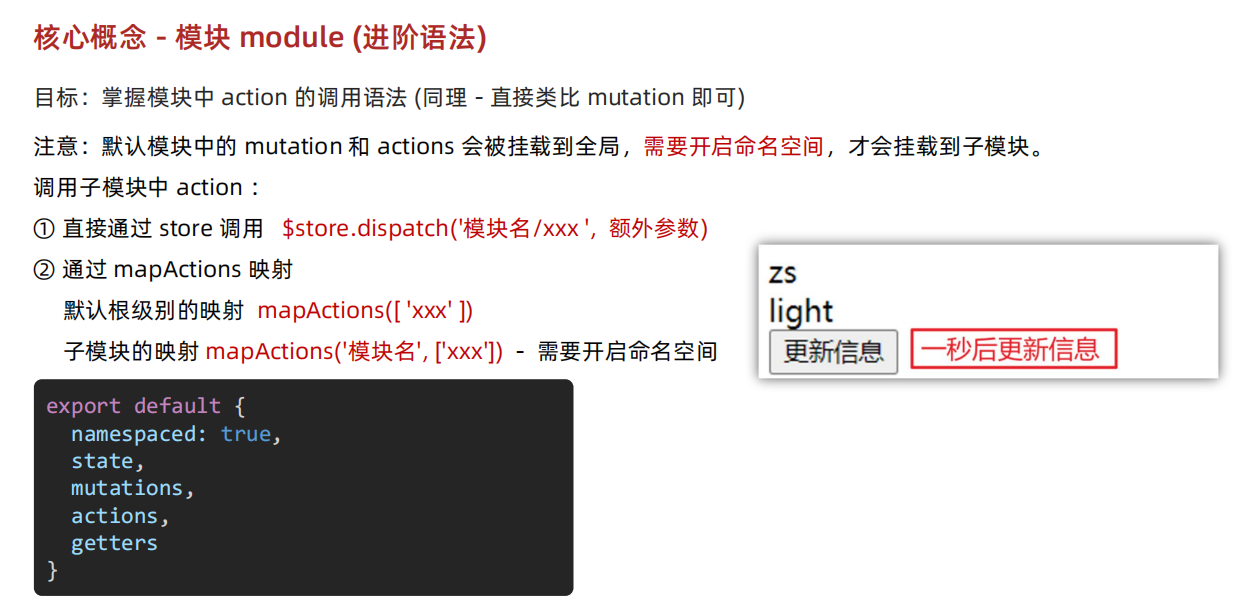 核心概念 - 模块 module (进阶语法)
目标：掌握模块中 action 的调用语法 (同理 - 直接类比 mutation 即可)
注意：默认模块中的 mutation 和 actions 会被挂载到全局，需要开启命名空间，才会挂载到子模块。
调用子模块中 action ：
① 直接通过 store 调用 $store.dispatch('模块名/xxx ', 额外参数)
② 通过 mapActions 映射
默认根级别的映射 mapActions([ 'xxx' ])
子模块的映射 mapActions('模块名', ['xxx']) - 需要开启命名空间
export default {
  namespaced: true,
  state,
  mutations,
  actions,
  getters
}
zs
light
更新信息 一秒后更新信息